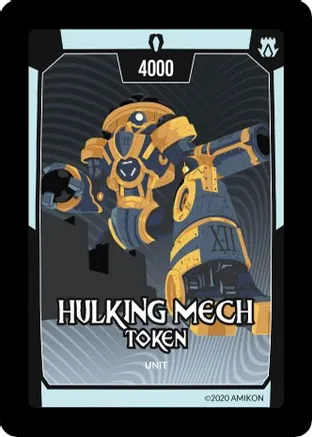 4000
XII
HULKING MECH
TOKEN
UNIT
©2020 AMIKON